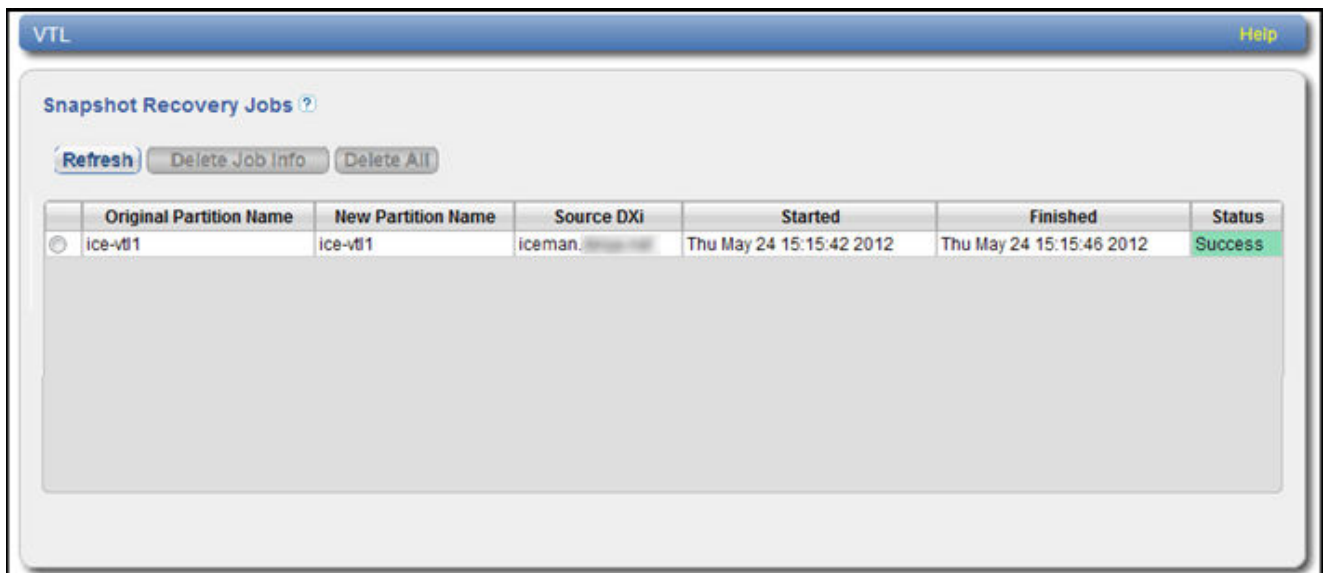 VTL Help
Snapshot Recovery Jobs ?
Refresh Delete Job Info Delete All
Original Partition Name New Partition Name Source DXi Started Finished Status
ice-vtl1 ice-vtl1 iceman. Thu May 24 15:15:42 2012 Thu May 24 15:15:46 2012 Success